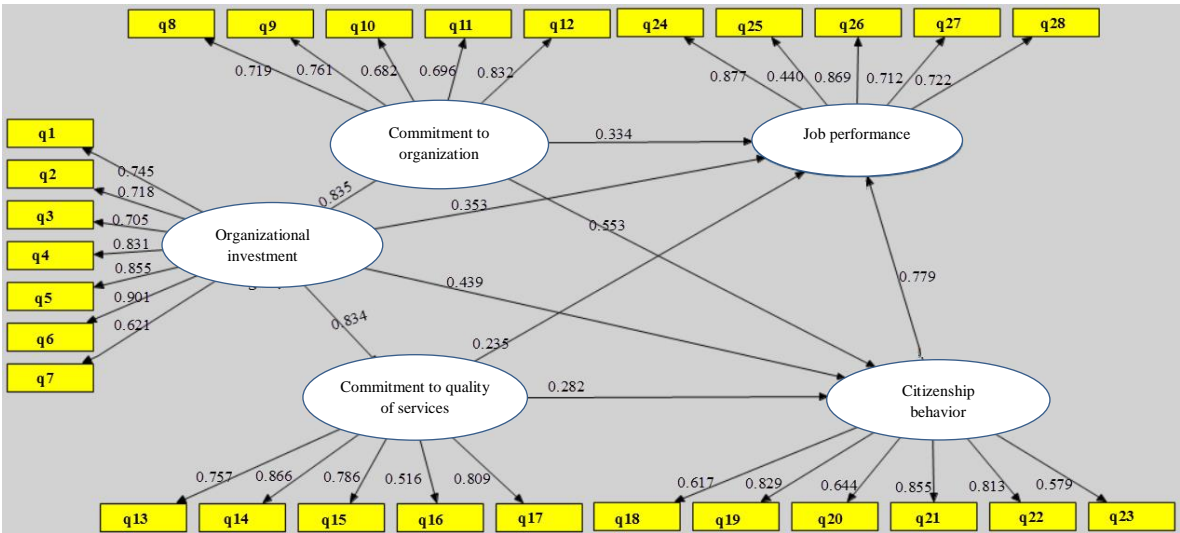 q8
q9
q10
q11
q12
q24
q25
q26
q27
q28
0.719
0.761
0.682
0.696
0.832
0.877
0.440
0.869
0.712
0.722
q1
q2
q3
q4
q5
q6
q7
0.745
0.718
0.705
0.831
0.855
0.901
0.621
Commitment to
organization
Job performance
0.334
0.835
0.353
0.553
Organizational
investment
0.439
0.779
0.834
0.235
Commitment to quality
of services
0.282
Citizenship
behavior
0.757
0.866
0.786
0.516
0.809
0.617
0.829
0.644
0.855
0.813
0.579
q13
q14
q15
q16
q17
q18
q19
q20
q21
q22
q23